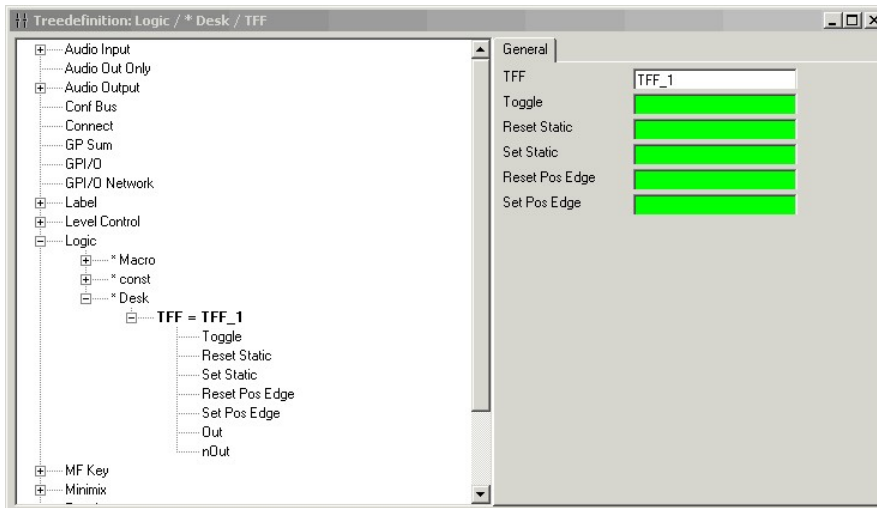 Treedefinition: Logic / * Desk / TFF
Audio Input
Audio Out Only
Audio Output
Conf Bus
Connect
GP Sum
GPI/O
GPI/O Network
Label
Level Control
Logic
* Macro
* const
* Desk
TFF = TFF_1
Toggle
Reset Static
Set Static
Reset Pos Edge
Set Pos Edge
Out
nOut
MF Key
Minimix
General
TFF TFF_1
Toggle
Reset Static
Set Static
Reset Pos Edge
Set Pos Edge